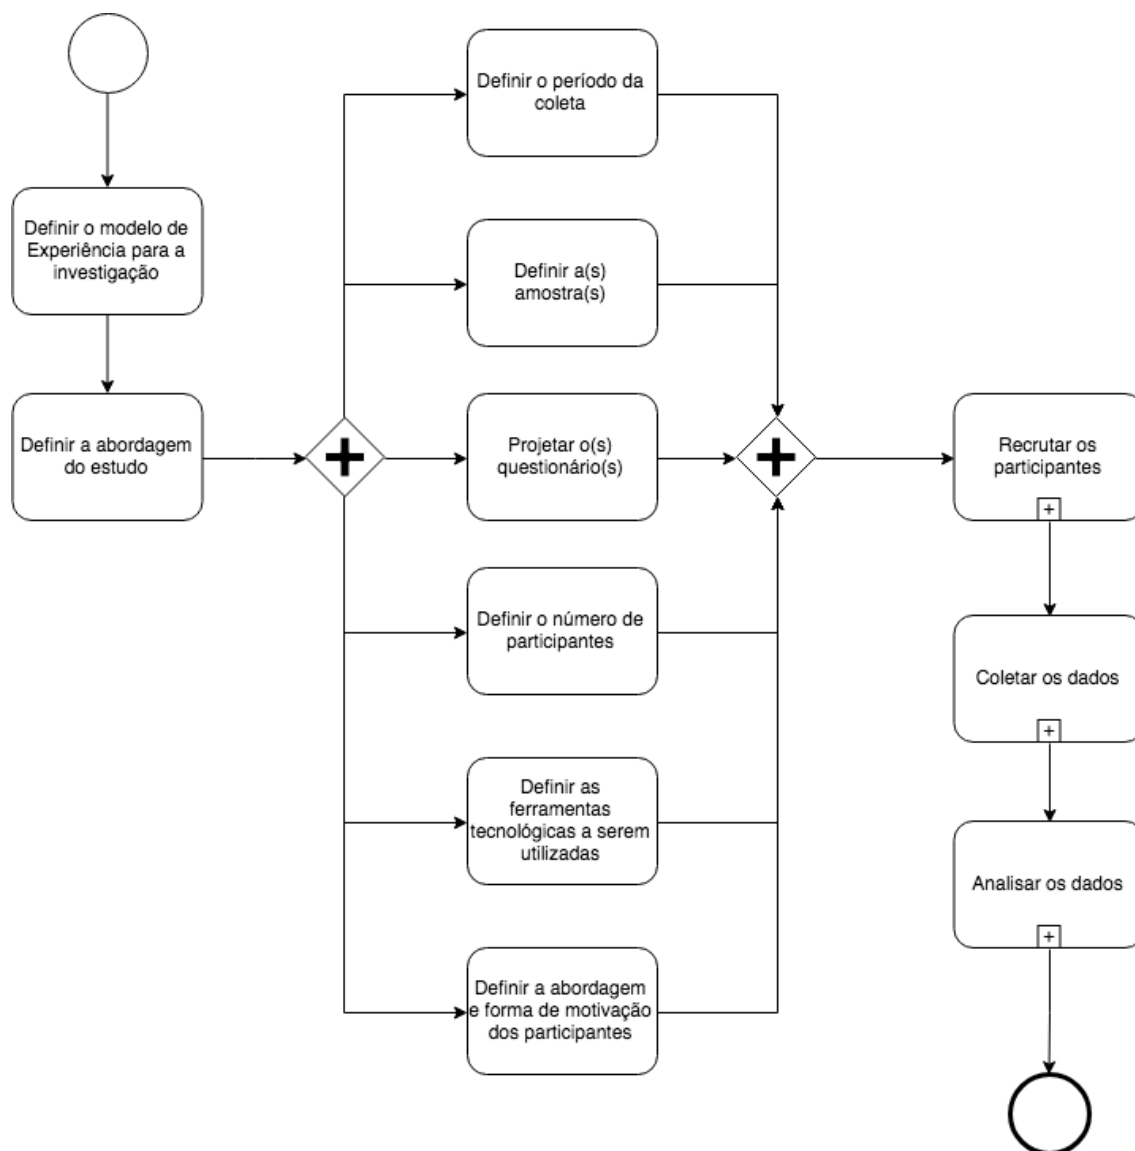 Definir o modelo de
Experiência para a
investigação
Definir a abordagem
do estudo
Definir o período da
coleta
Definir a(s)
amostra(s)
Projetar o(s)
questionário(s)
Definir o número de
participantes
Definir as
ferramentas
tecnológicas a serem
utilizadas
Definir a abordagem
e forma de motivação
dos participantes
Recrutar os
participantes
Coletar os dados
Analisar os dados